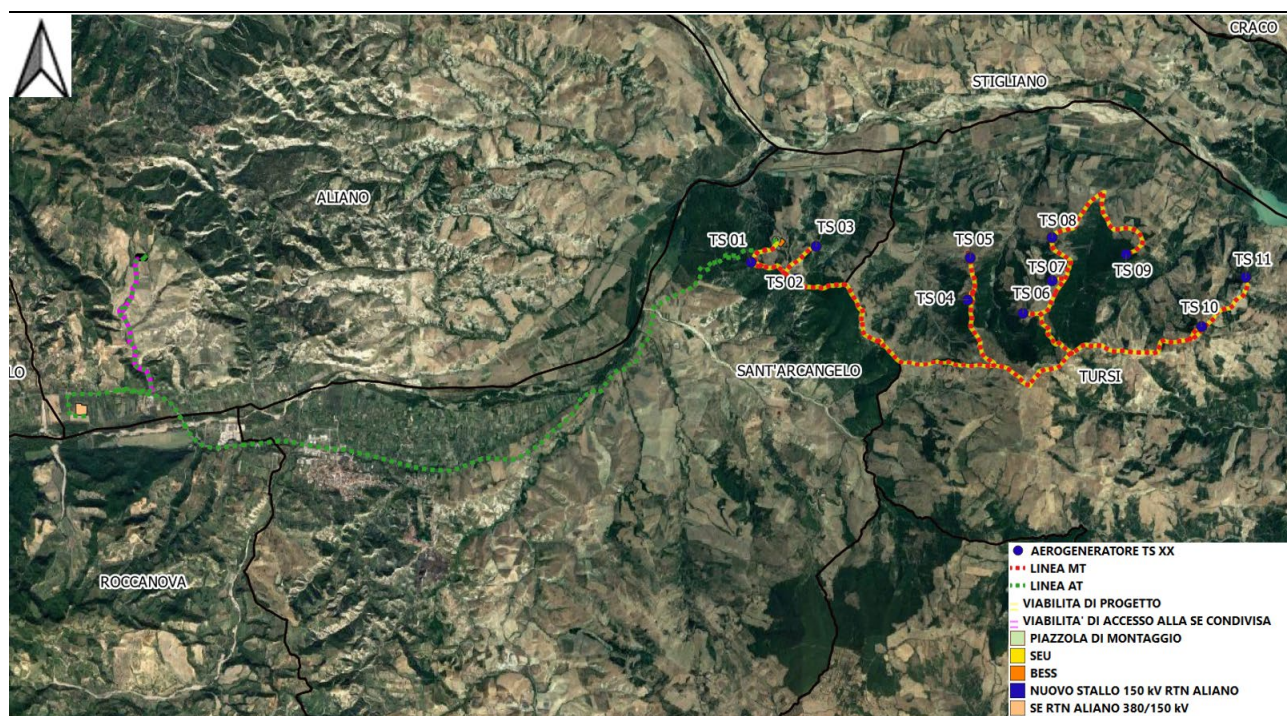 CRACO
STIGLIANO
ALIANO
TS 01
TS 03
TS 02
TS 05
TS 04
TS 08
TS 07
TS 06
TS 09
TS 11
TS 10
LO
SANT'ARCANGELO
TURSI
ROCCANOVA
AEROGENERATORE TS XX
LINEA MT
LINEA AT
VIABILITA DI PROGETTO
VIABILITA' DI ACCESSO ALLA SE CONDIVISA
PIAZZOLA DI MONTAGGIO
SEU
BESS
NUOVO STALLO 150 kV RTN ALIANO
SE RTN ALIANO 380/150 kV